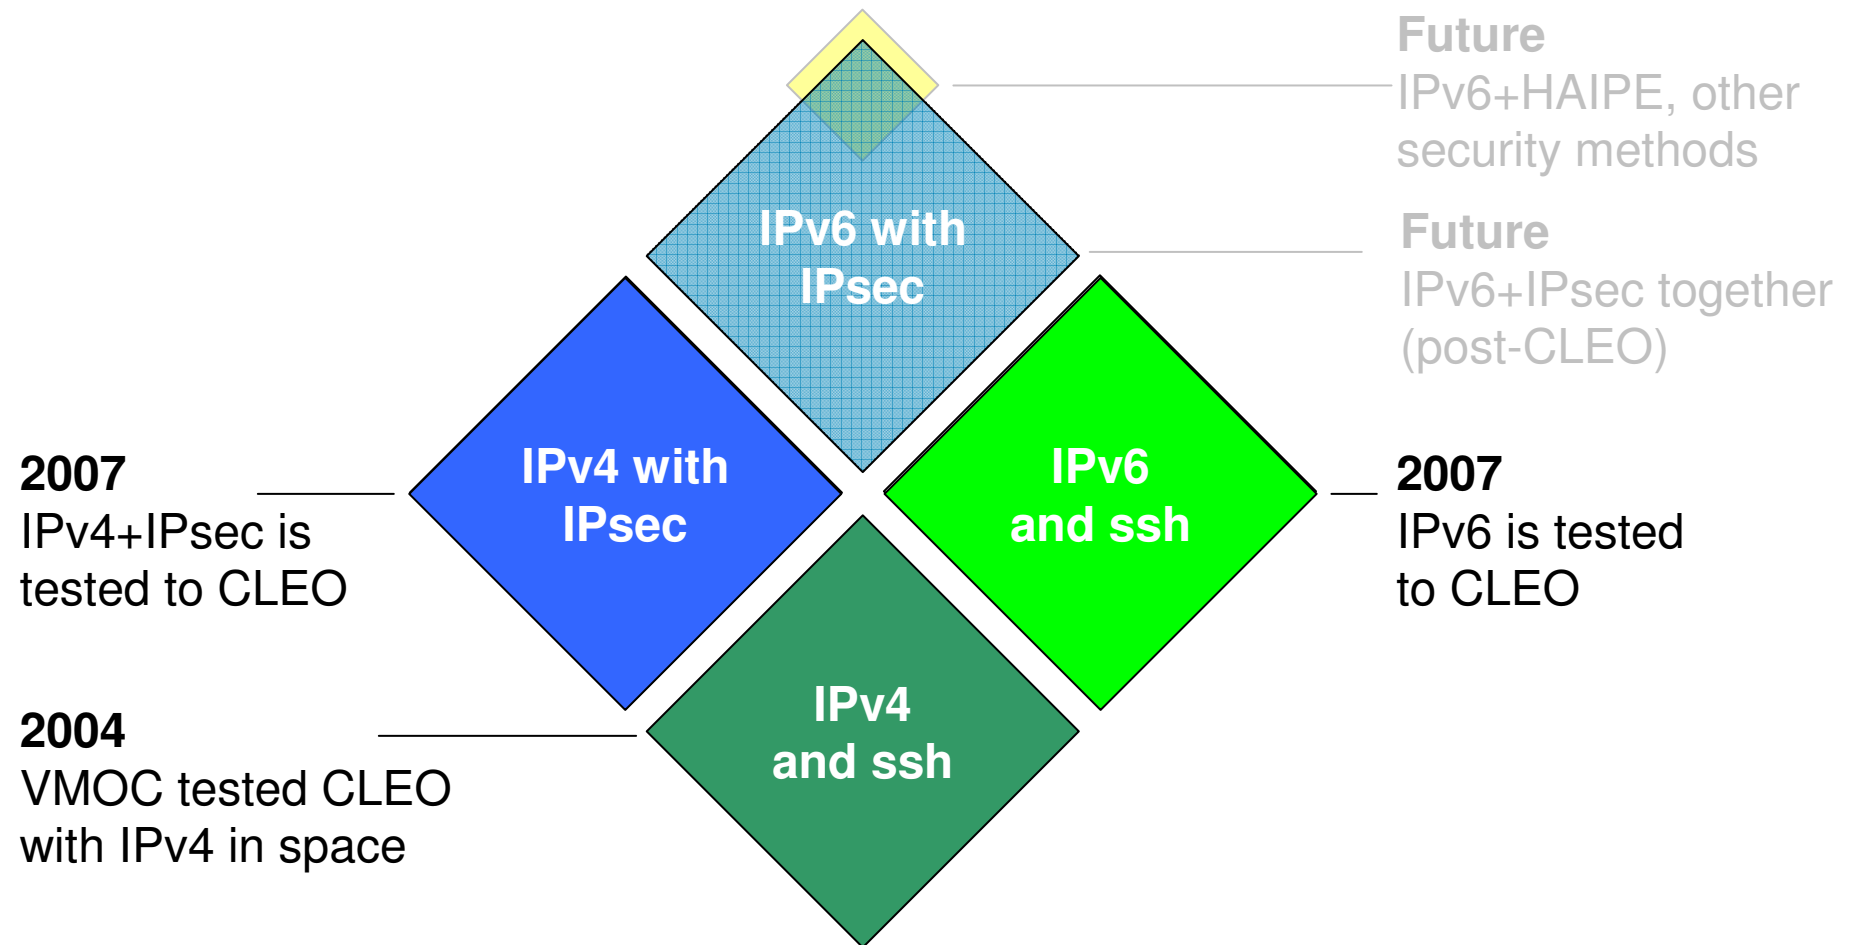 Future
IPv6+HAIPE, other
security methods
IPv6 with
IPsec
Future
IPv6+IPsec together
(post-CLEO)
2007
IPv4+IPsec is
tested to CLEO
IPv4 with
IPsec
IPv6
and ssh
2007
IPv6 is tested
to CLEO
2004
VMOC tested CLEO
with IPv4 in space
IPv4
and ssh